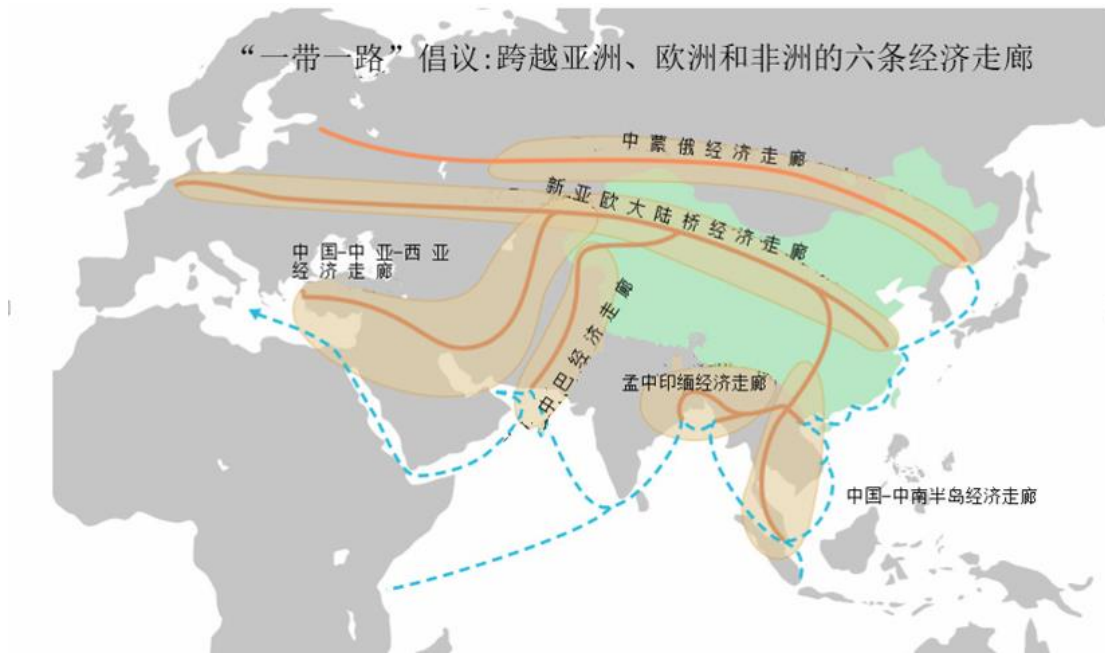 “一带一路”倡议:跨越亚洲、欧洲和非洲的六条经济走廊
中蒙俄经济走廊
新亚欧大陆桥经济走廊
中国-中亚-西亚
经济走廊
中巴经济走廊
孟中印缅经济走廊
中国-中南半岛经济走廊